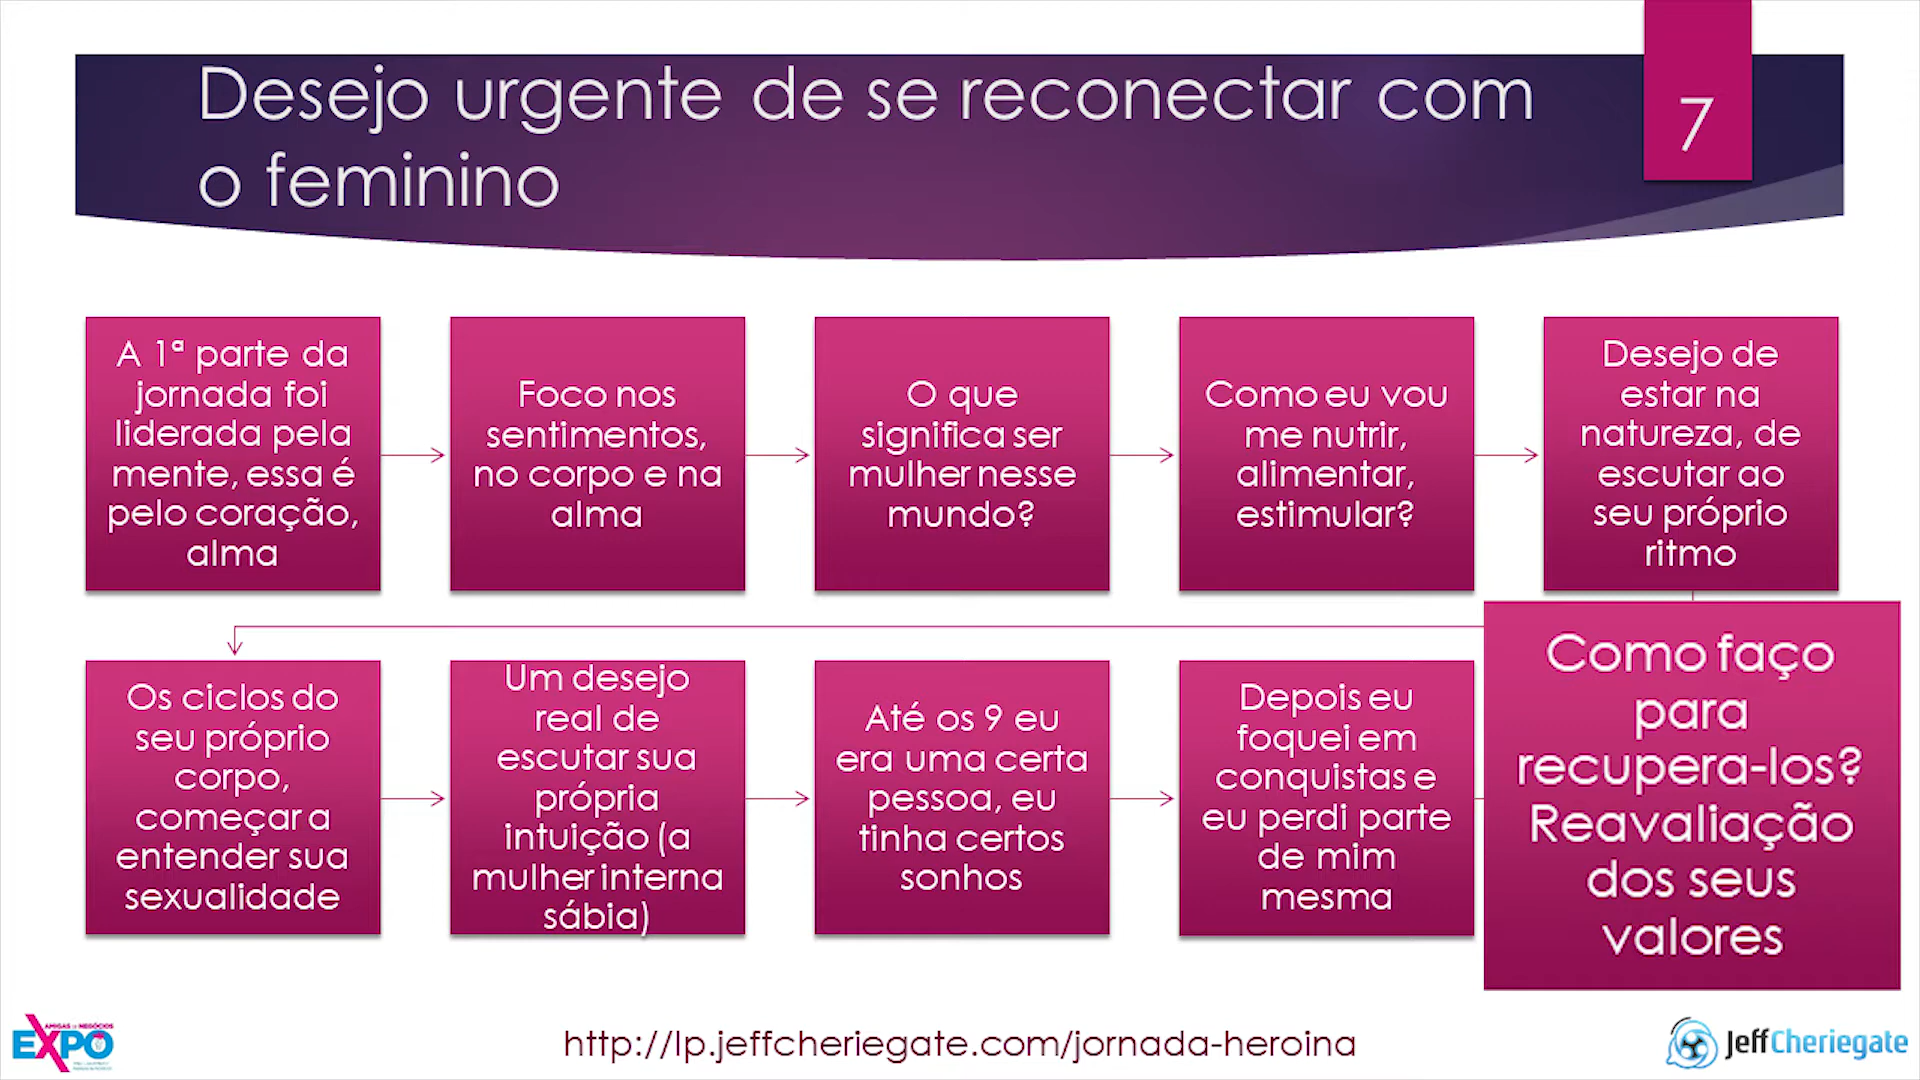 Desejo urgente de se reconectar com
o feminino
7
A 1ª parte da
jornada foi
liderada pela
mente, essa é
pelo coração,
alma
Foco nos
sentimentos,
no corpo e na
alma
O que
significa ser
mulher nesse
mundo?
Como eu vou
me nutrir,
alimentar,
estimular?
Desejo de
estar na
natureza, de
escutar ao
seu próprio
ritmo
Os ciclos do
seu próprio
corpo,
começar a
entender sua
sexualidade
Um desejo
real de
escutar sua
própria
intuição (a
mulher interna
sábia)
Até os 9 eu
era uma certa
pessoa, eu
tinha certos
sonhos
Depois eu
foquei em
conquistas e
eu perdi parte
de mim
mesma
Como faço
para
recupera-los?
Reavaliação
dos seus
valores
AMIGAS DE NEGÓCIOS
EXPO
http://lp.jeffcheriegate.com/jornada-heroina
JeffCheriegate